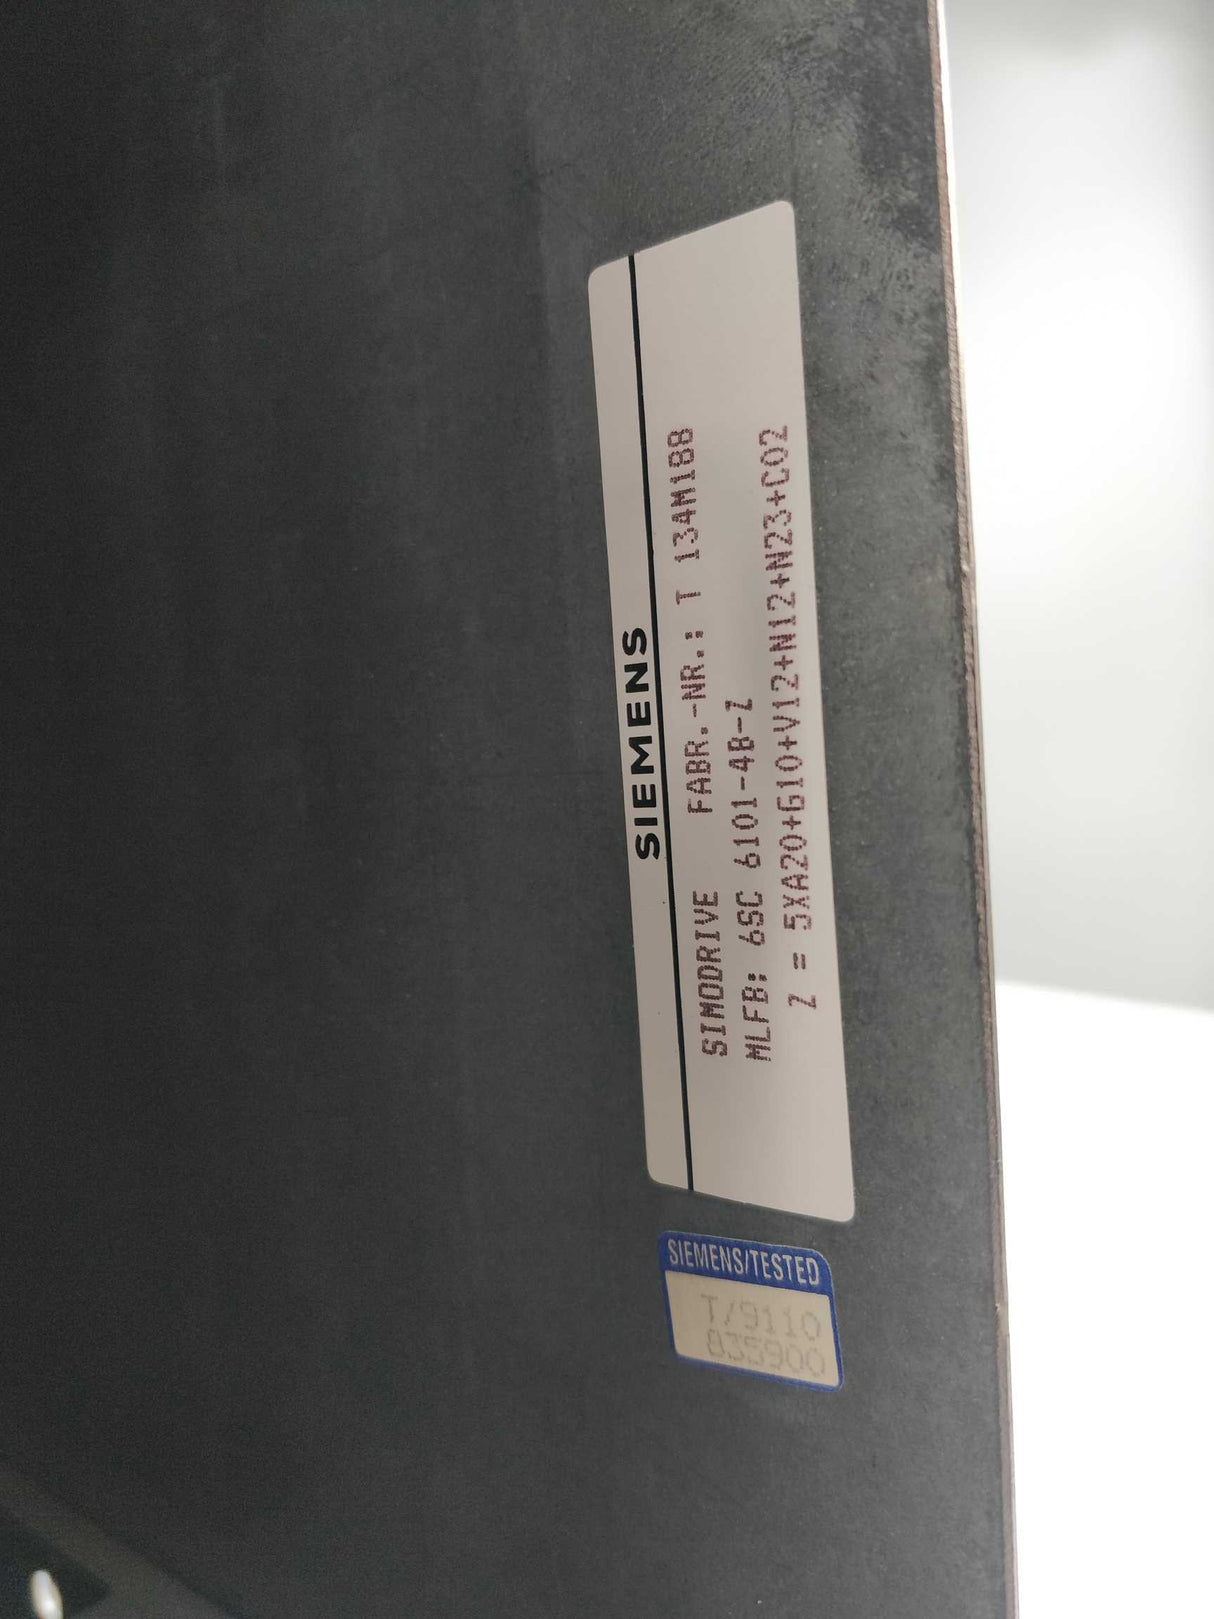 SIEMENS
SIMODRIVE FABR.-NR.: T 134M188
MLFB: 6SC 6101-4B-Z
Z = 5XA20+G10+V12+N12+N23+C02
SIEMENS/TESTED
T/9110
835900